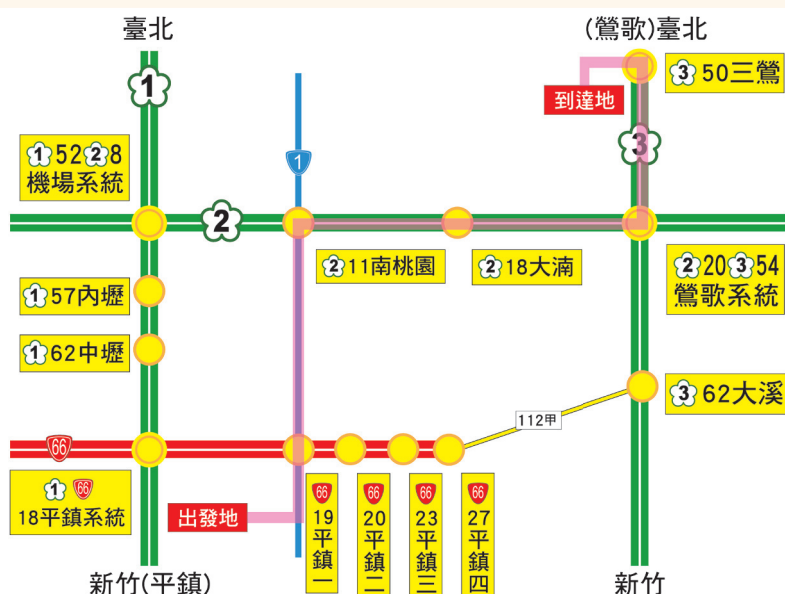 臺北
(鶯歌)臺北
1
3 50三鶯
到達地
3
1
1 52 2 8
機場系統
2
2 11南桃園
2 18大湳
2 20 3 54
鶯歌系統
1 57內壢
1 62中壢
3 62大溪
112甲
66
1 66
18平鎮系統
出發地
66
19
平鎮一
66
20
平鎮二
66
23
平鎮三
66
27
平鎮四
新竹(平鎮)
新竹